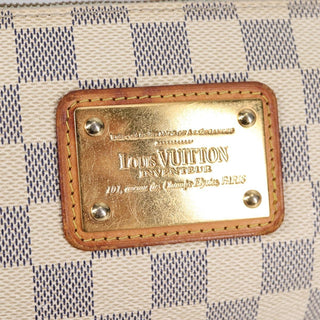 LOUIS VUITTON
INVENTEUR
101, avenue des Champs Elysées, PARIS